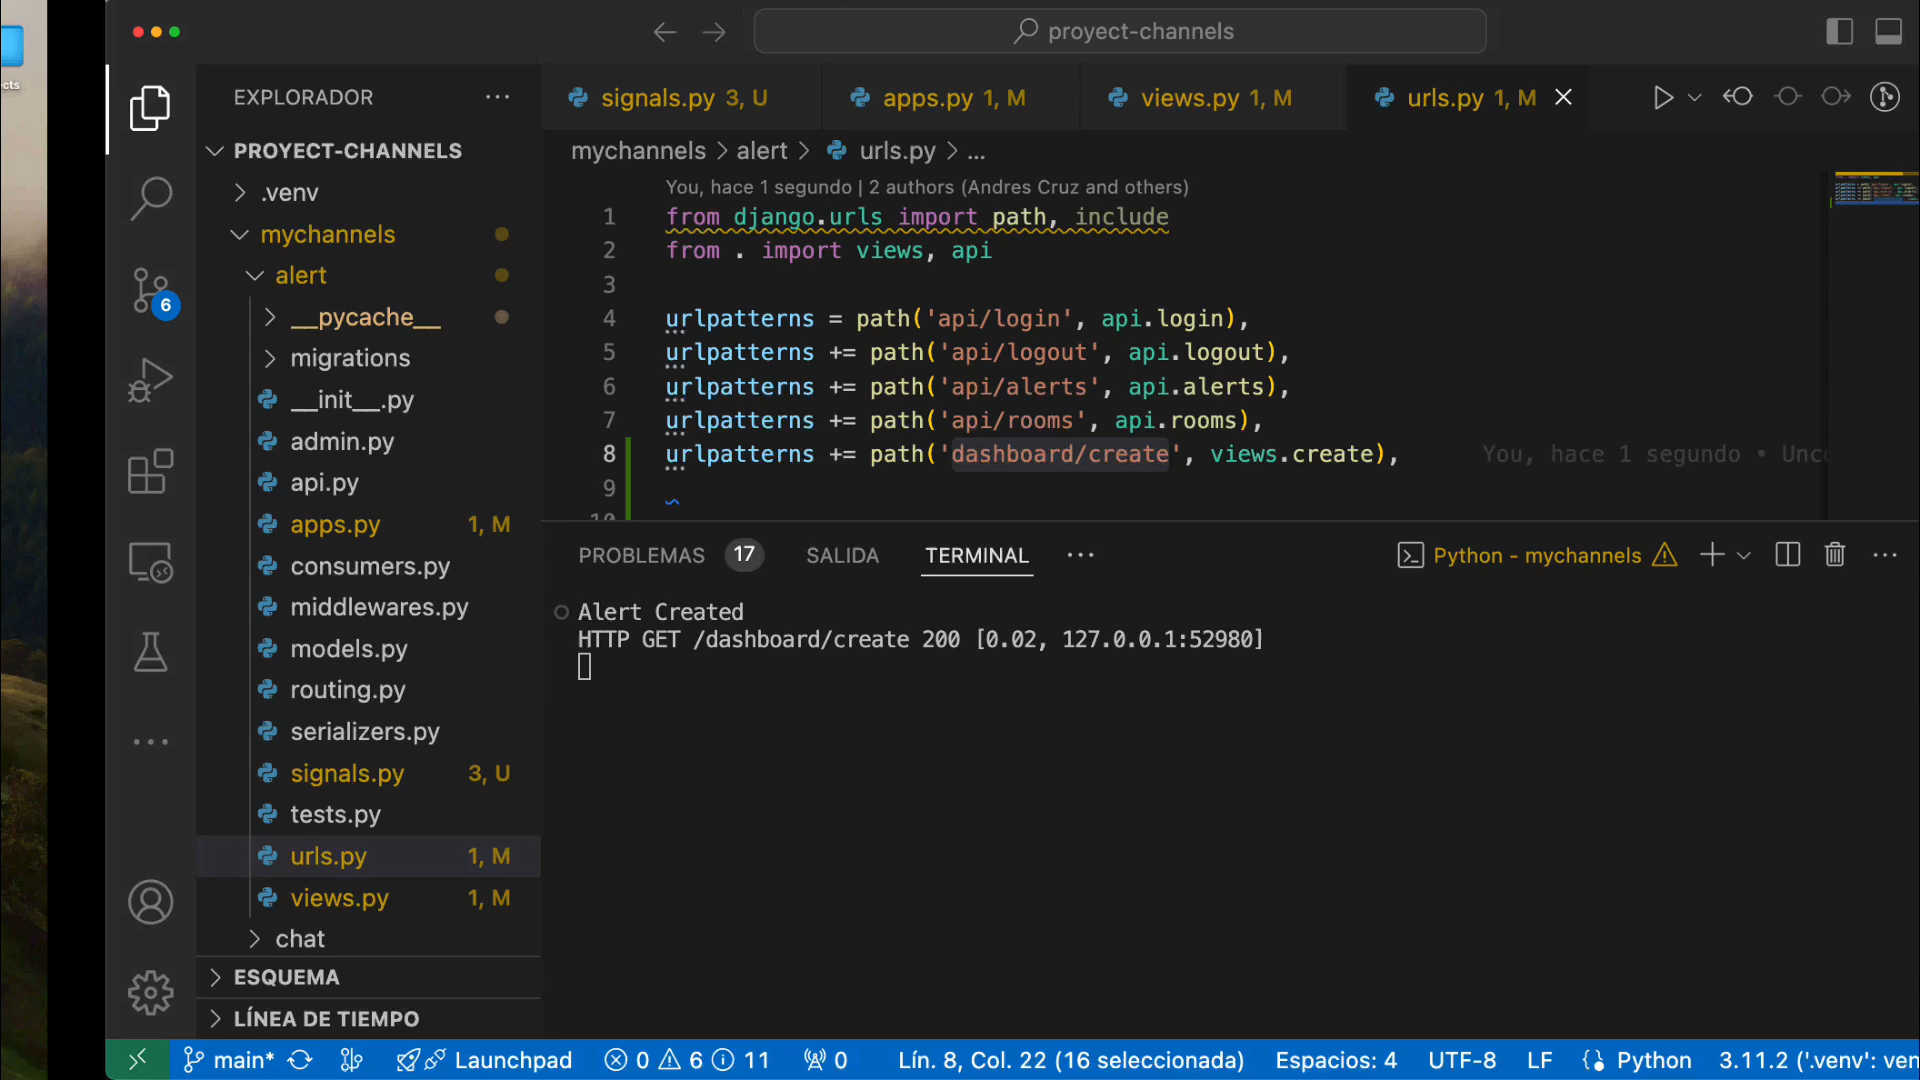 cts
proyect-channels
EXPLORADOR
PROYECT-CHANNELS
.venv
mychannels
alert
__pycache__
migrations
__init__.py
admin.py
api.py
apps.py 1, M
consumers.py
middlewares.py
models.py
routing.py
serializers.py
signals.py 3, U
tests.py
urls.py 1, M
views.py 1, M
chat
ESQUEMA
LÍNEA DE TIEMPO
6
signals.py 3, U
apps.py 1, M
views.py 1, M
urls.py 1, M
mychannels > alert > urls.py > ...
You, hace 1 segundo | 2 authors (Andres Cruz and others)
1 from django.urls import path, include
2 from . import views, api
3
4 urlpatterns = path('api/login', api.login),
5 urlpatterns += path('api/logout', api.logout),
6 urlpatterns += path('api/alerts', api.alerts),
7 urlpatterns += path('api/rooms', api.rooms),
8 urlpatterns += path('dashboard/create', views.create), You, hace 1 segundo • Unc
9
10
PROBLEMAS 17 SALIDA TERMINAL ... Python - mychannels
Alert Created
HTTP GET /dashboard/create 200 [0.02, 127.0.0.1:52980]
main* Launchpad 0 6 11 0 Lín. 8, Col. 22 (16 seleccionada) Espacios: 4 UTF-8 LF Python 3.11.2 ('.venv': ven